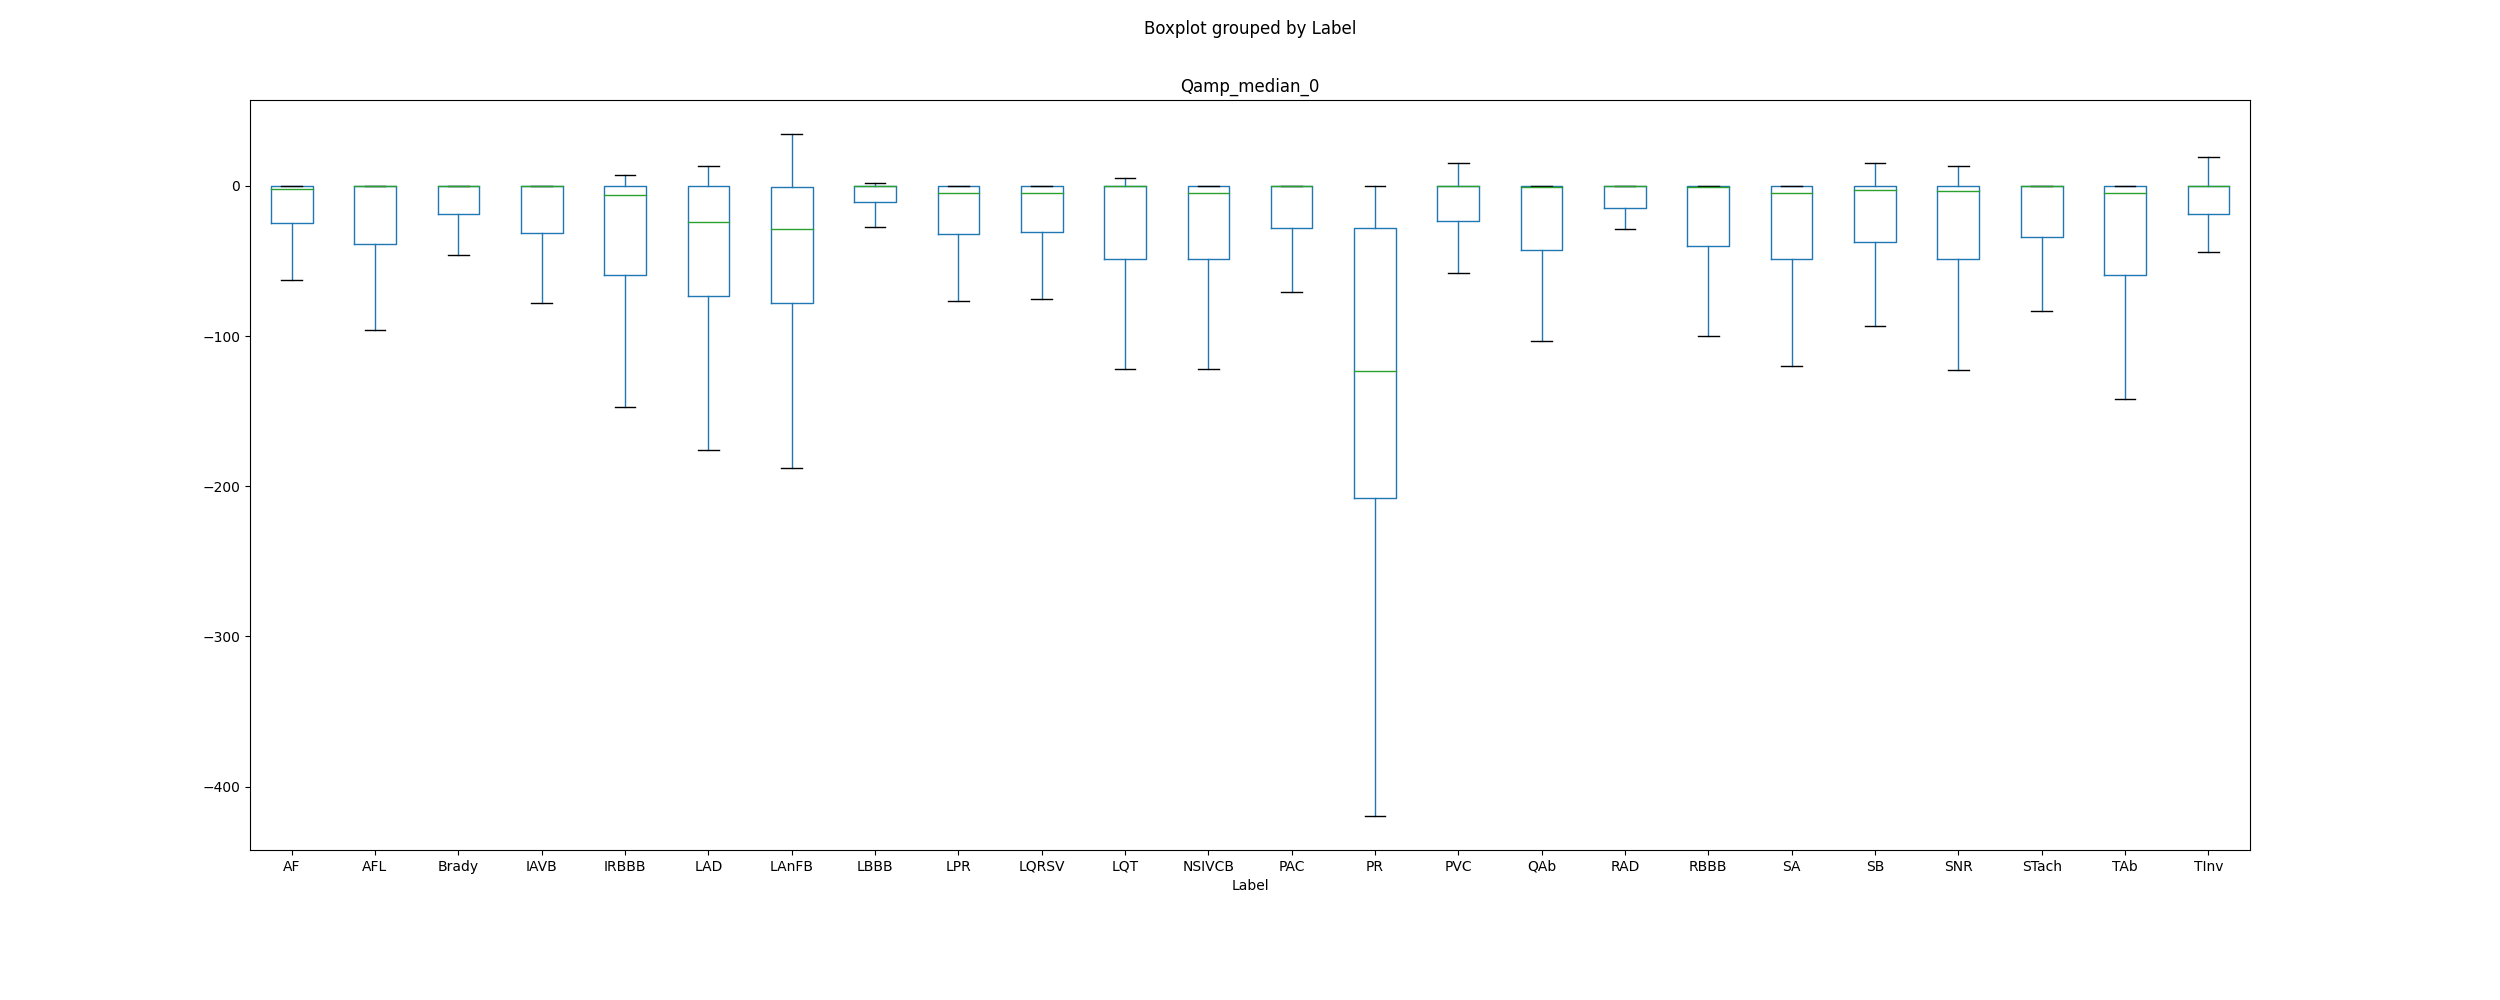 Boxplot grouped by Label
Qamp_median_0
0
−100
−200
−300
−400
AF AFL Brady IAVB IRBBB LAD LAnFB LBBB LPR LQRSV LQT NSIVCB PAC PR PVC QAb RAD RBBB SA SB SNR STach TAb TInv
Label